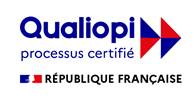 Qualiopi
processus certifié
RÉPUBLIQUE FRANÇAISE